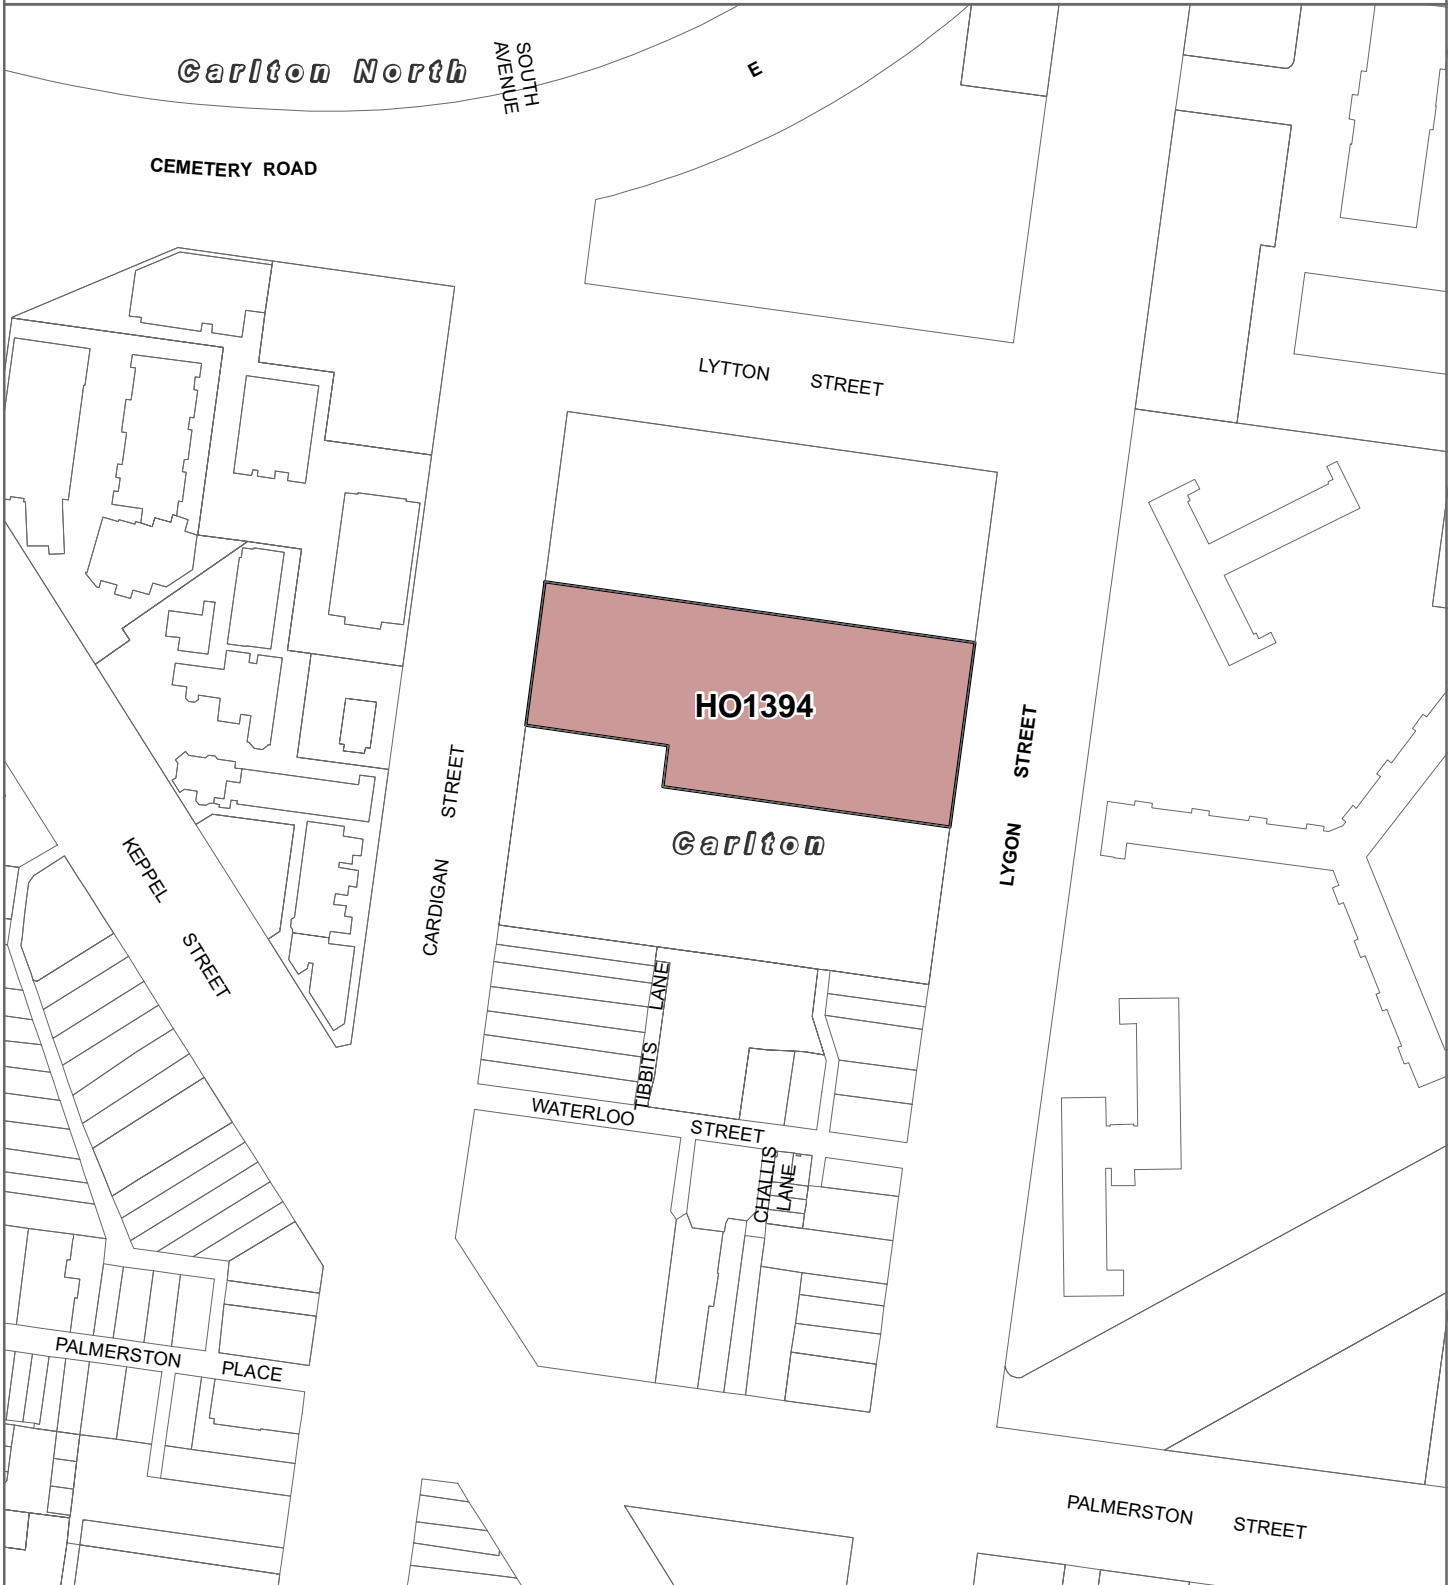 Carlton North
SOUTH
AVENUE
E
CEMETERY ROAD
LYTTON STREET
HO1394
CARDIGAN STREET
LYGON STREET
Carlton
KEPPEL STREET
TIBBITS LANE
WATERLOO STREET
CHALLIS
LANE
PALMERSTON PLACE
PALMERSTON STREET